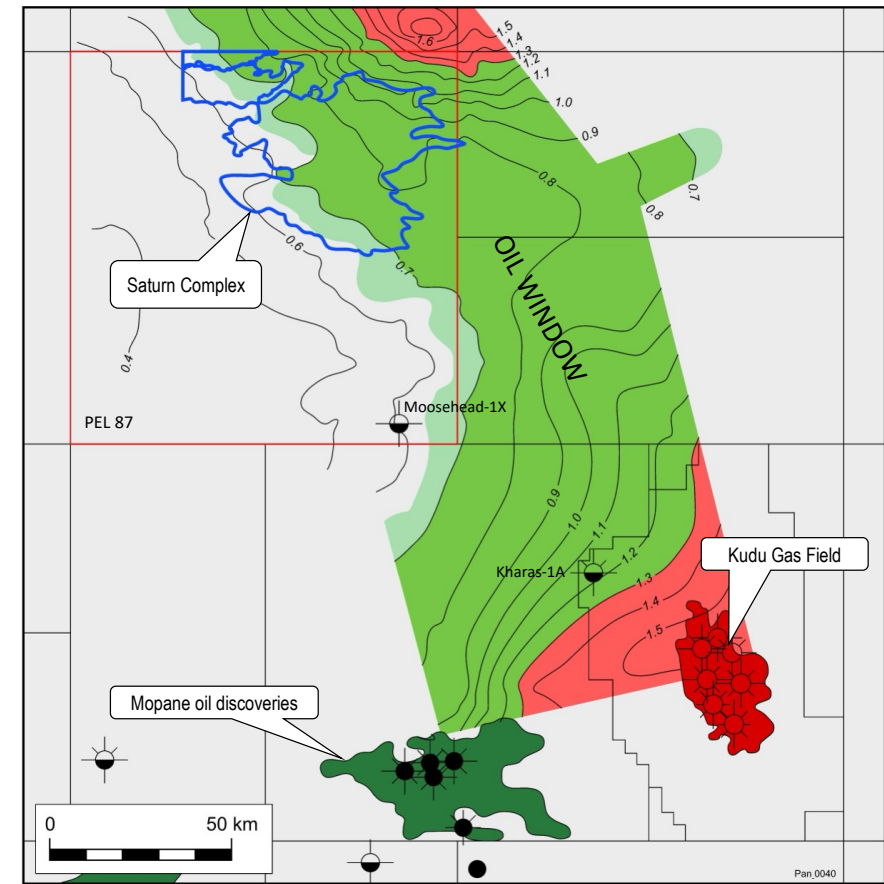 1.5
1.4
1.6
1.3
1.2
1.1
1.0
0.9
0.8
0.7
0.8
OIL WINDOW
0.6
0.7
Saturn Complex
0.4
Moosehead-1X
PEL 87
0.9
1.0
1.1
1.2
Kudu Gas Field
Kharas-1A
1.3
1.4
1.5
Mopane oil discoveries
0 50 km
Pan_0040